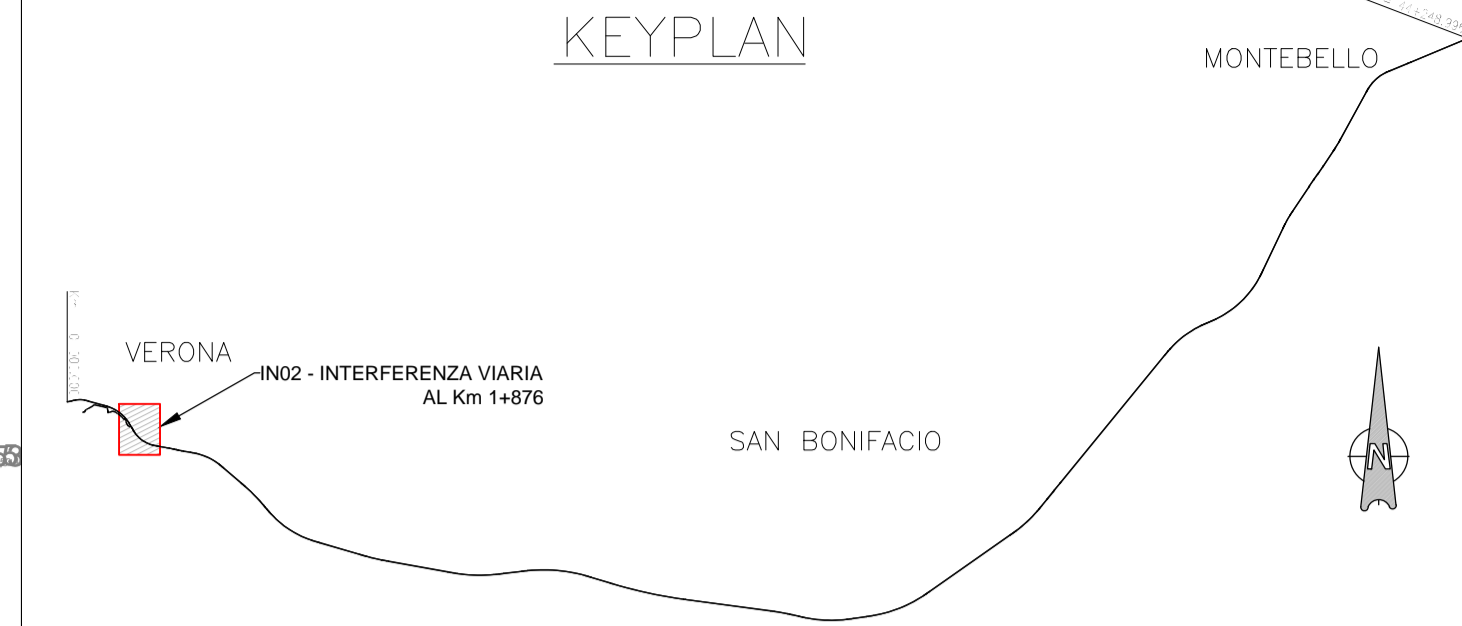 KEYPLAN
MONTEBELLO
VERONA
IN02 - INTERFERENZA VIARIA
AL Km 1+876
SAN BONIFACIO
N